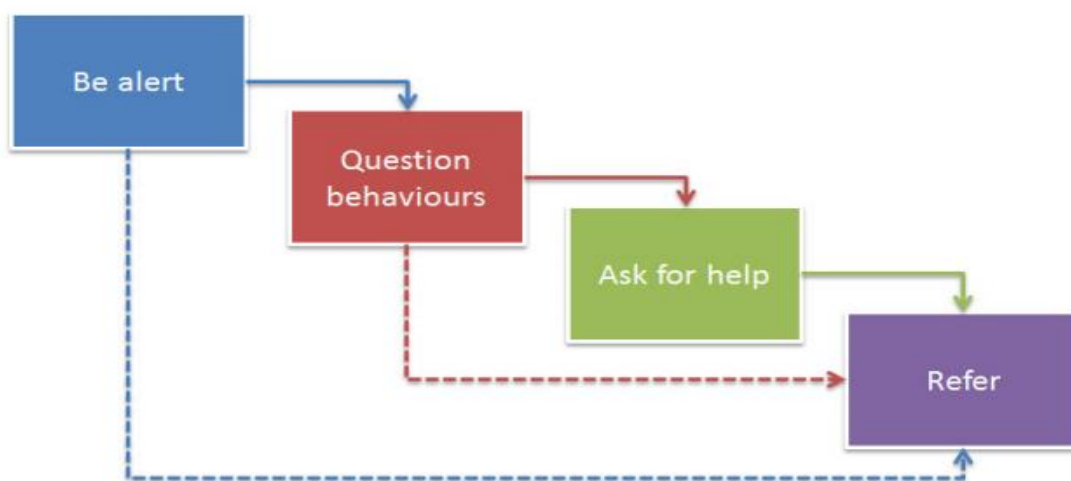 Be alert
Question
behaviours
Ask for help
Refer